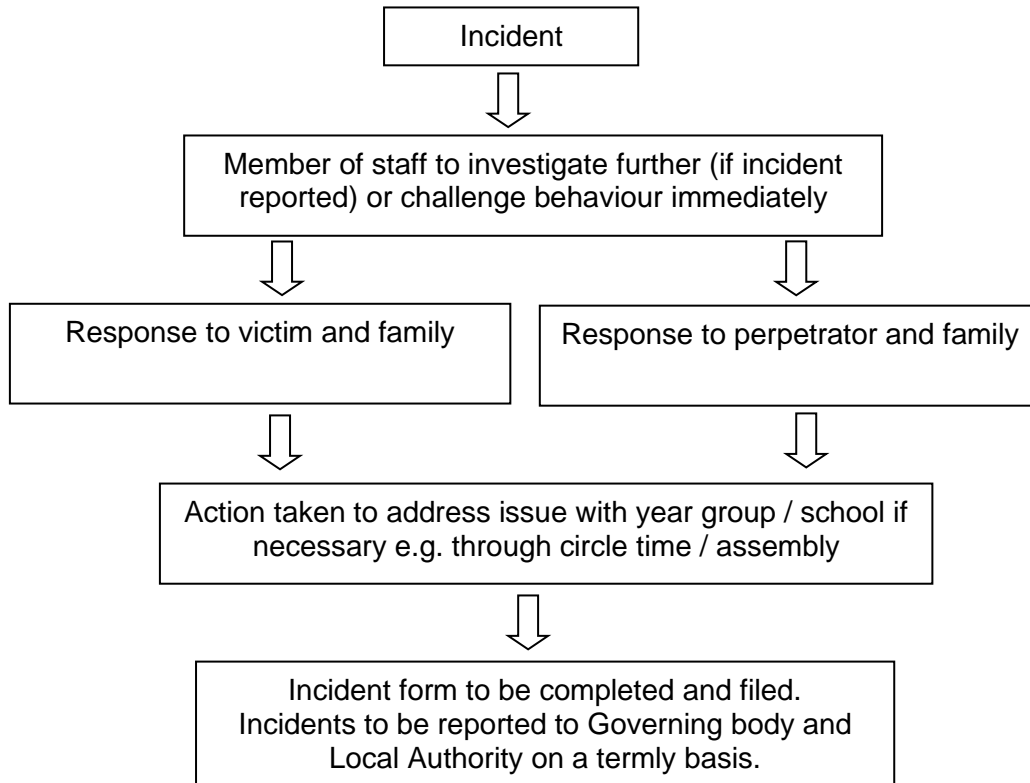 Incident
Member of staff to investigate further (if incident
reported) or challenge behaviour immediately
Response to victim and family
Response to perpetrator and family
Action taken to address issue with year group / school if
necessary e.g. through circle time / assembly
Incident form to be completed and filed.
Incidents to be reported to Governing body and
Local Authority on a termly basis.